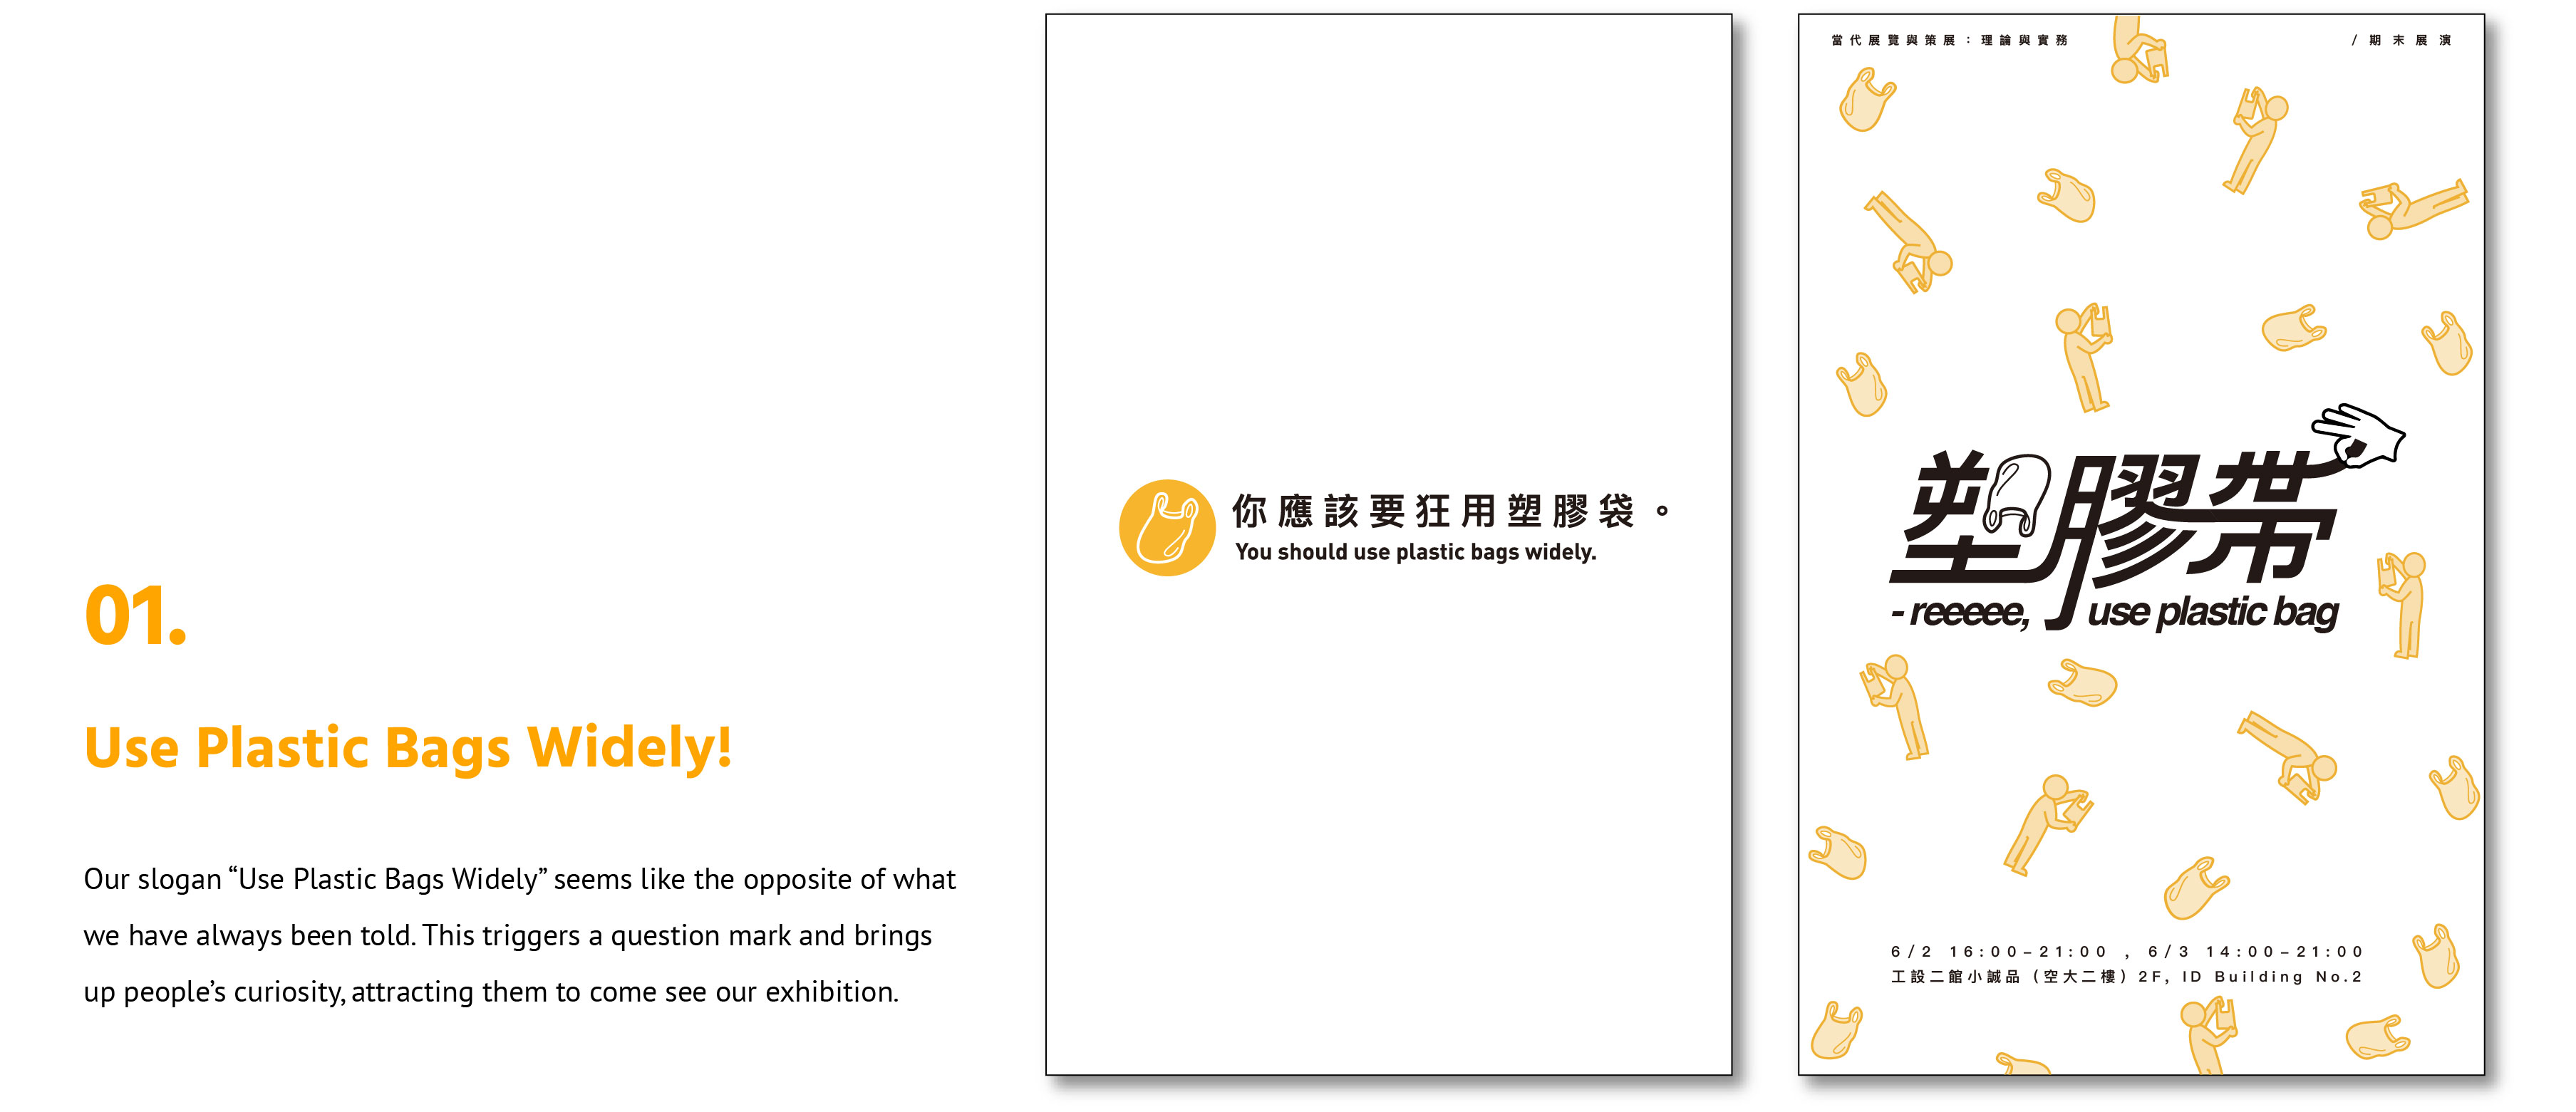 01.
Use Plastic Bags Widely!
Our slogan “Use Plastic Bags Widely” seems like the opposite of what
we have always been told. This triggers a question mark and brings
up people’s curiosity, attracting them to come see our exhibition.
你應該要狂用塑膠袋。
You should use plastic bags widely.
當代展覽與策展：理論與實務
/ 期末展演
塑膠帶
- reeeee, use plastic bag
6/2 16:00–21:00 , 6/3 14:00–21:00
工設二館小誠品（空大二樓）2F, ID Building No.2